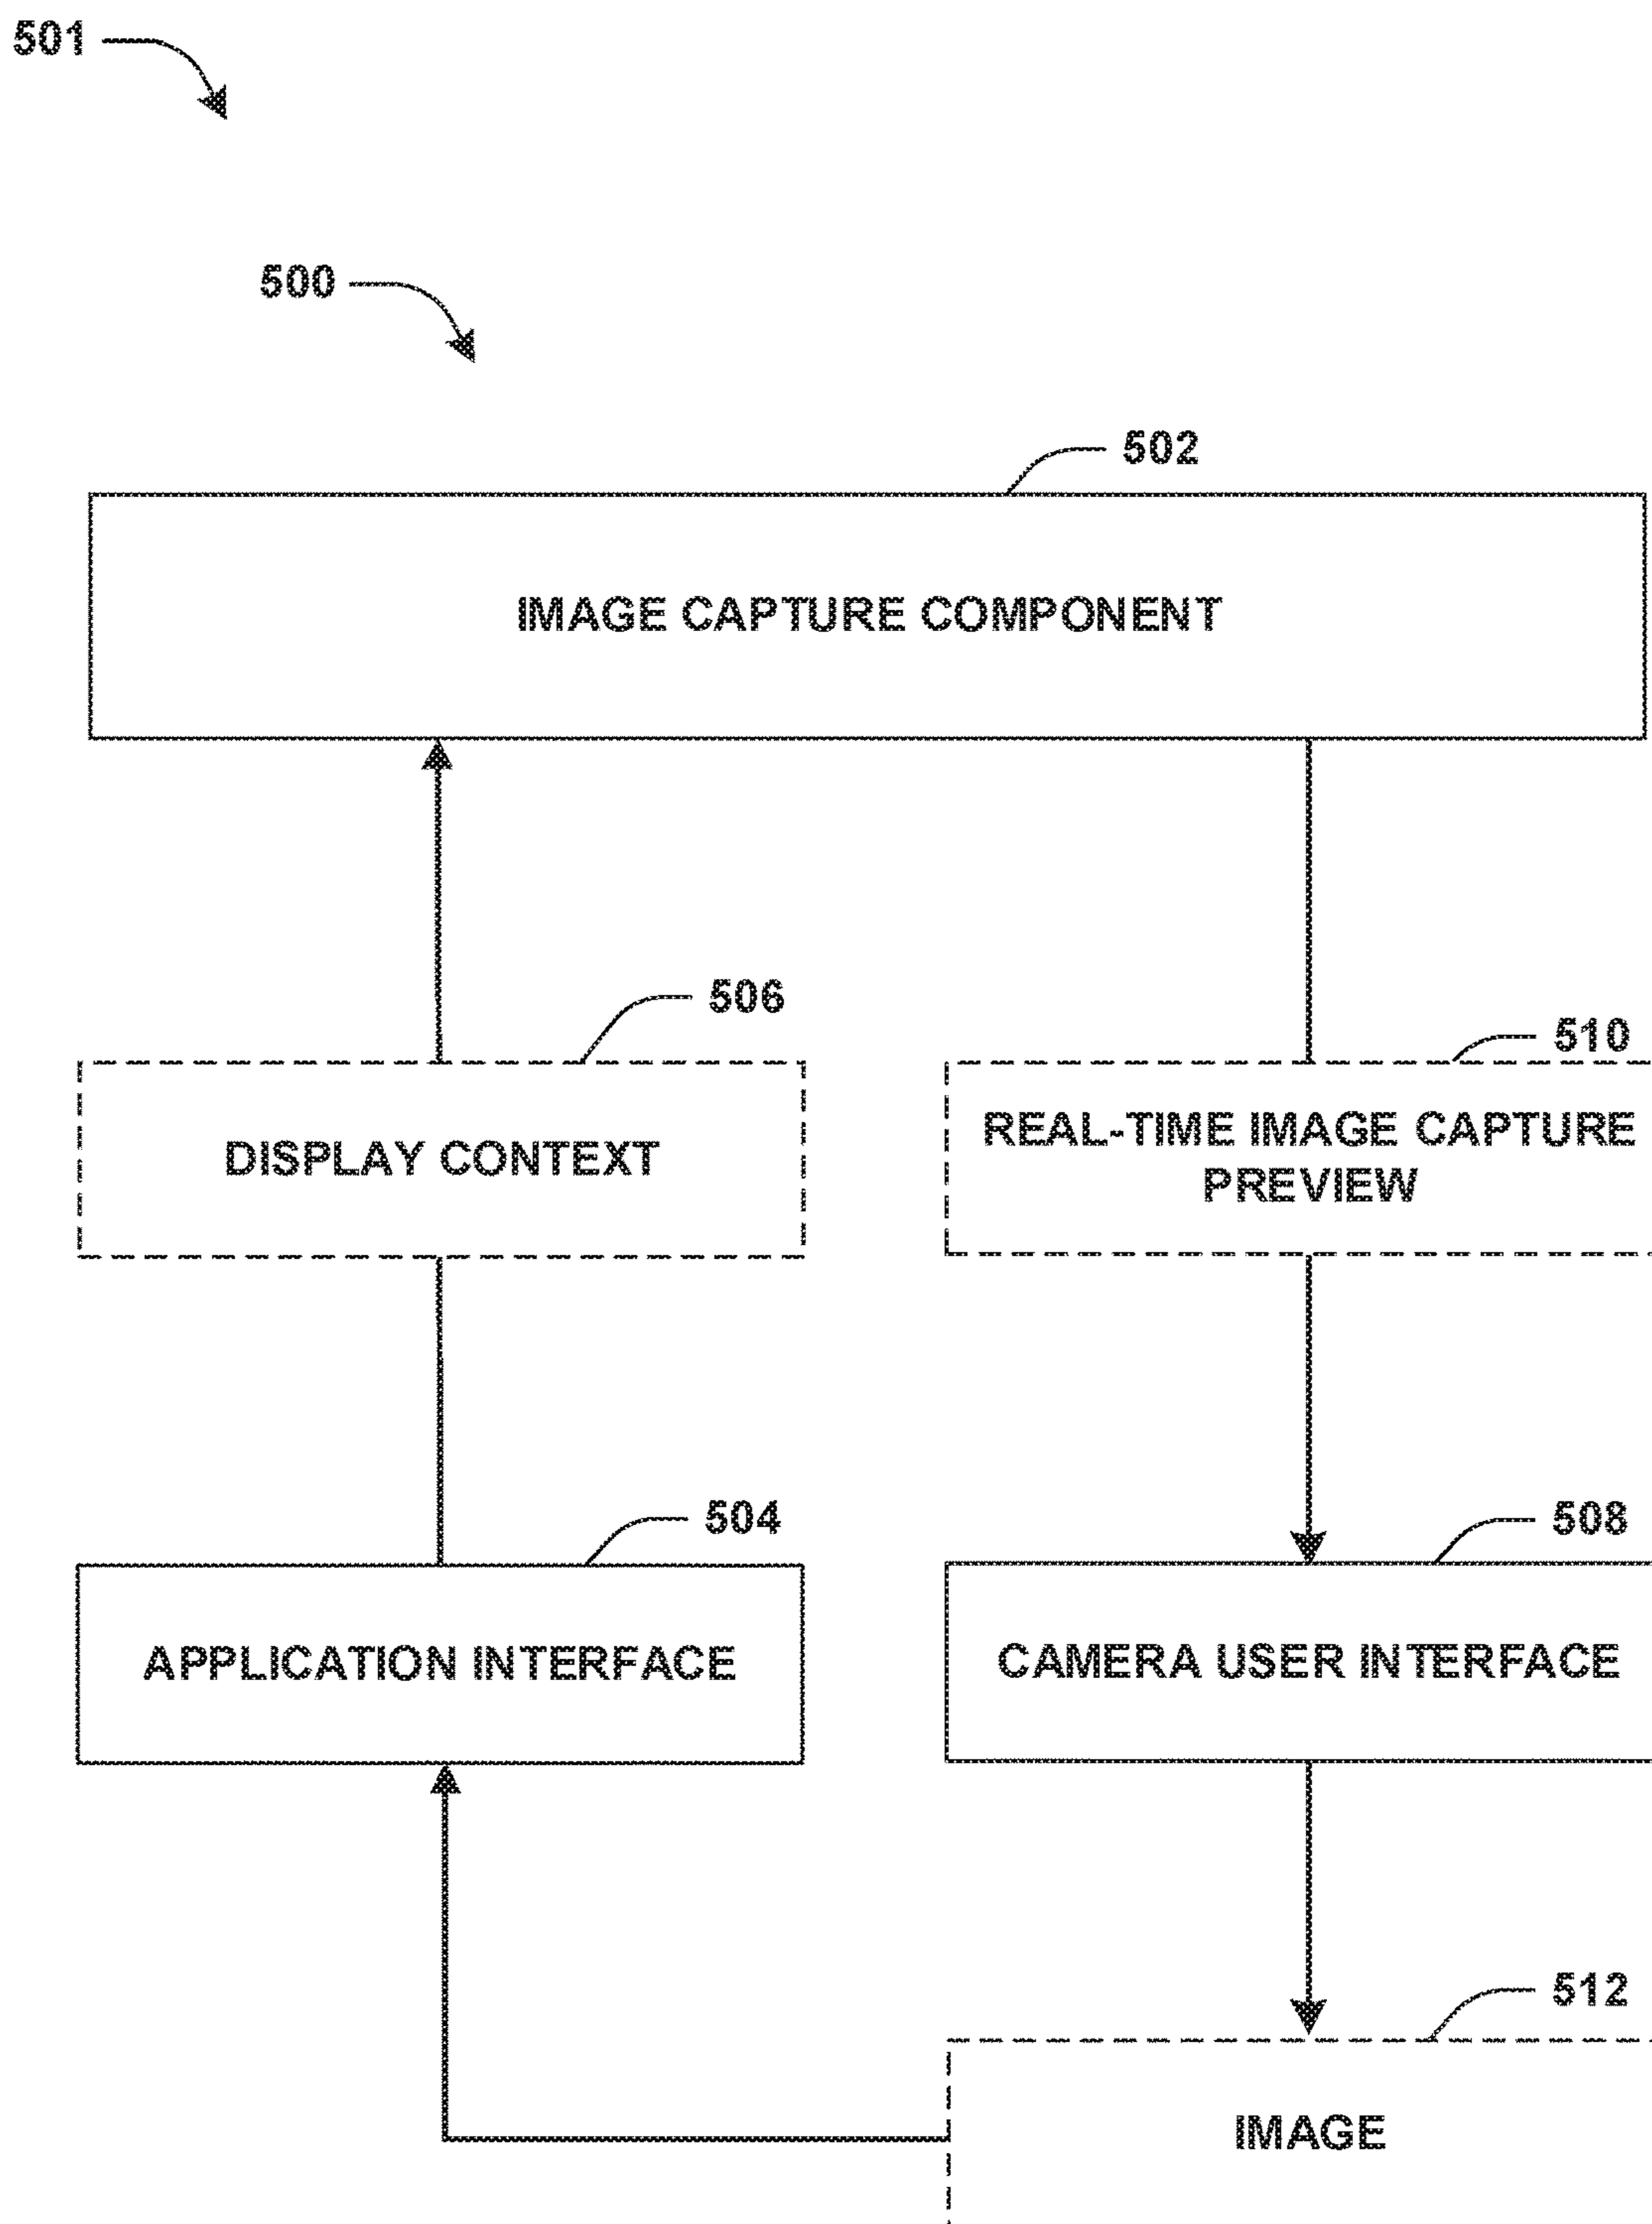 501
500
502
IMAGE CAPTURE COMPONENT
506
510
DISPLAY CONTEXT
REAL-TIME IMAGE CAPTURE
PREVIEW
504
508
APPLICATION INTERFACE
CAMERA USER INTERFACE
512
IMAGE